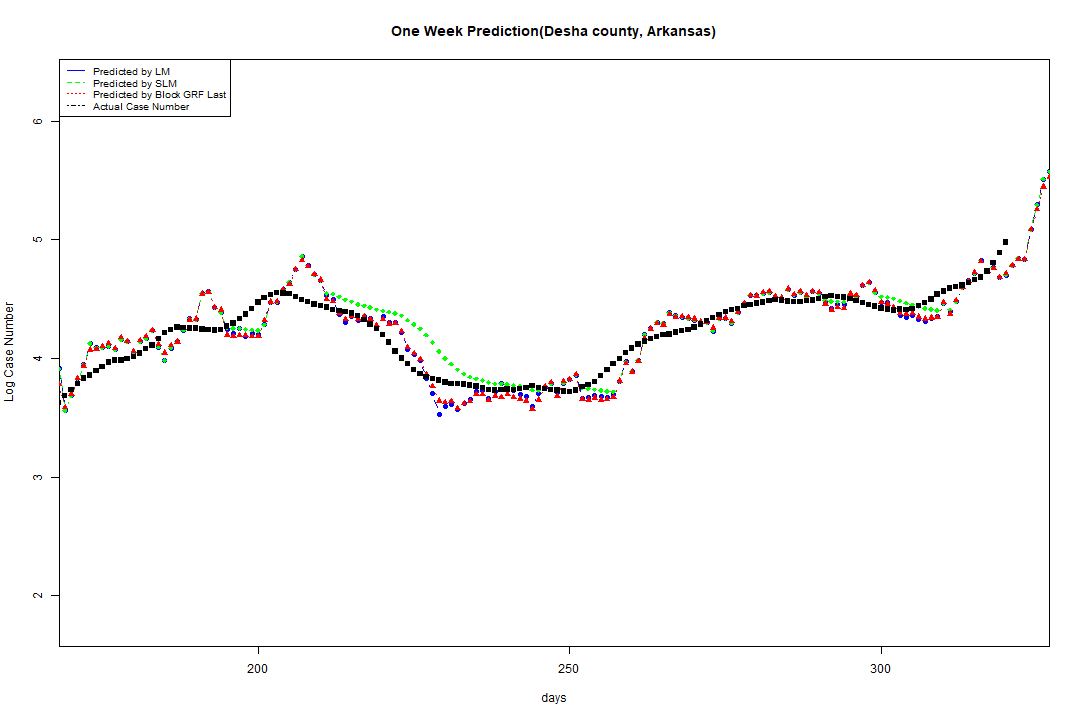 One Week Prediction(Desha county, Arkansas)
Predicted by LM
Predicted by SLM
Predicted by Block GRF Last
Actual Case Number
Log Case Number
6
5
4
3
2
200
250
300
days